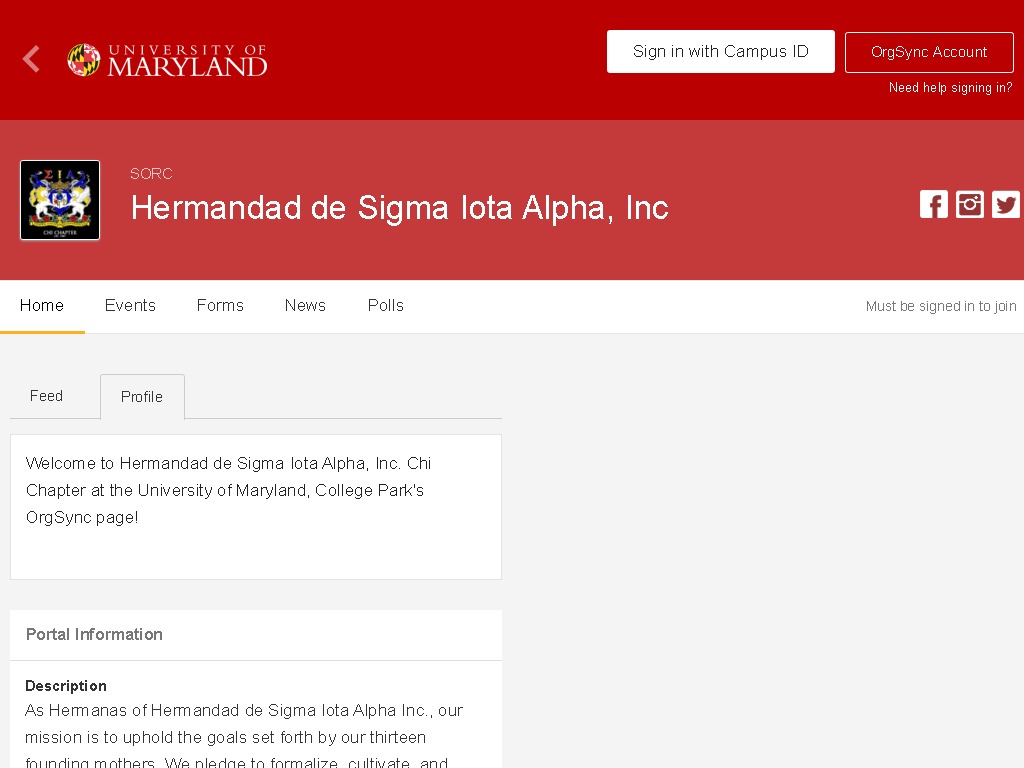 UNIVERSITY OF
MARYLAND
Sign in with Campus ID
OrgSync Account
Need help signing in?
ΣΙΑ
CHI CHAPTER
SORC
Hermandad de Sigma Iota Alpha, Inc
Home
Events
Forms
News
Polls
Must be signed in to join
Feed
Profile
Welcome to Hermandad de Sigma Iota Alpha, Inc. Chi
Chapter at the University of Maryland, College Park's
OrgSync page!
Portal Information
Description
As Hermanas of Hermandad de Sigma Iota Alpha Inc., our
mission is to uphold the goals set forth by our thirteen
founding mothers. We pledge to formalize, cultivate, and